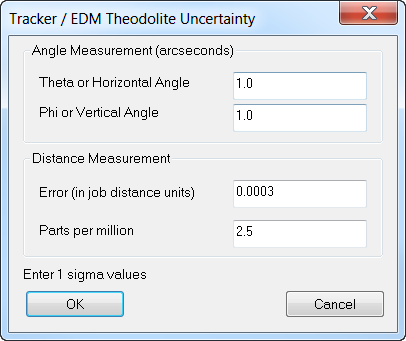 Tracker / EDM Theodolite Uncertainty
Angle Measurement (arcseconds)
Theta or Horizontal Angle 1.0
Phi or Vertical Angle 1.0
Distance Measurement
Error (in job distance units) 0.0003
Parts per million 2.5
Enter 1 sigma values
OK Cancel